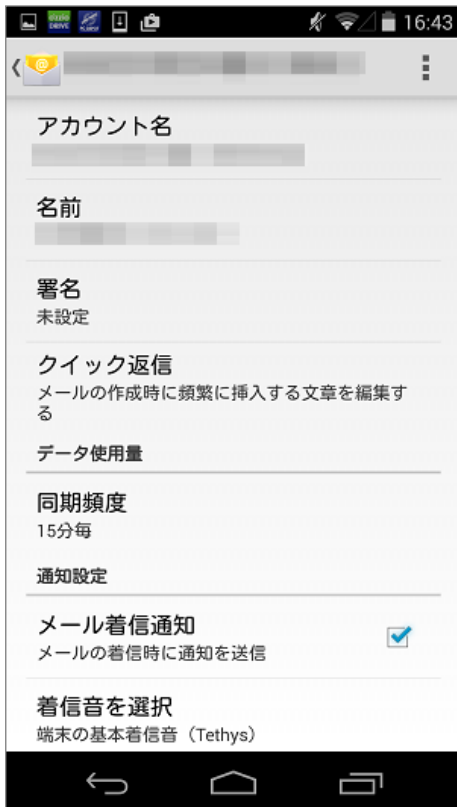 16:43
アカウント名
名前
署名
未設定
クイック返信
メールの作成時に頻繁に挿入する文章を編集す
る
データ使用量
同期頻度
15分毎
通知設定
メール着信通知
メールの着信時に通知を送信
着信音を選択
端末の基本着信音（Tethys）